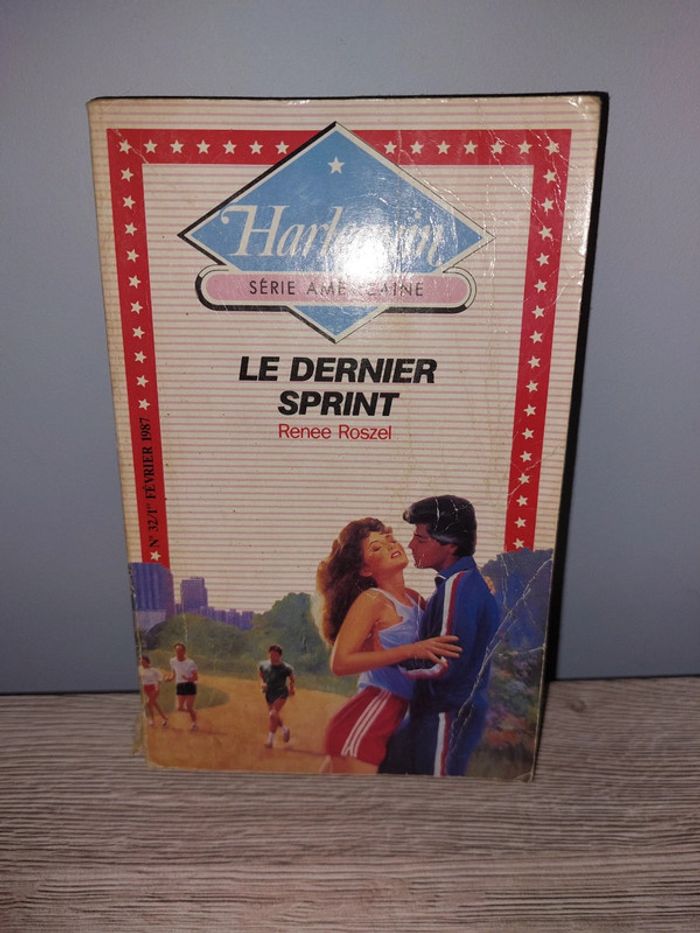 Harlequin
SÉRIE AMÉRICAINE
LE DERNIER
SPRINT
Renee Roszel
N° 32/1er FÉVRIER 1987